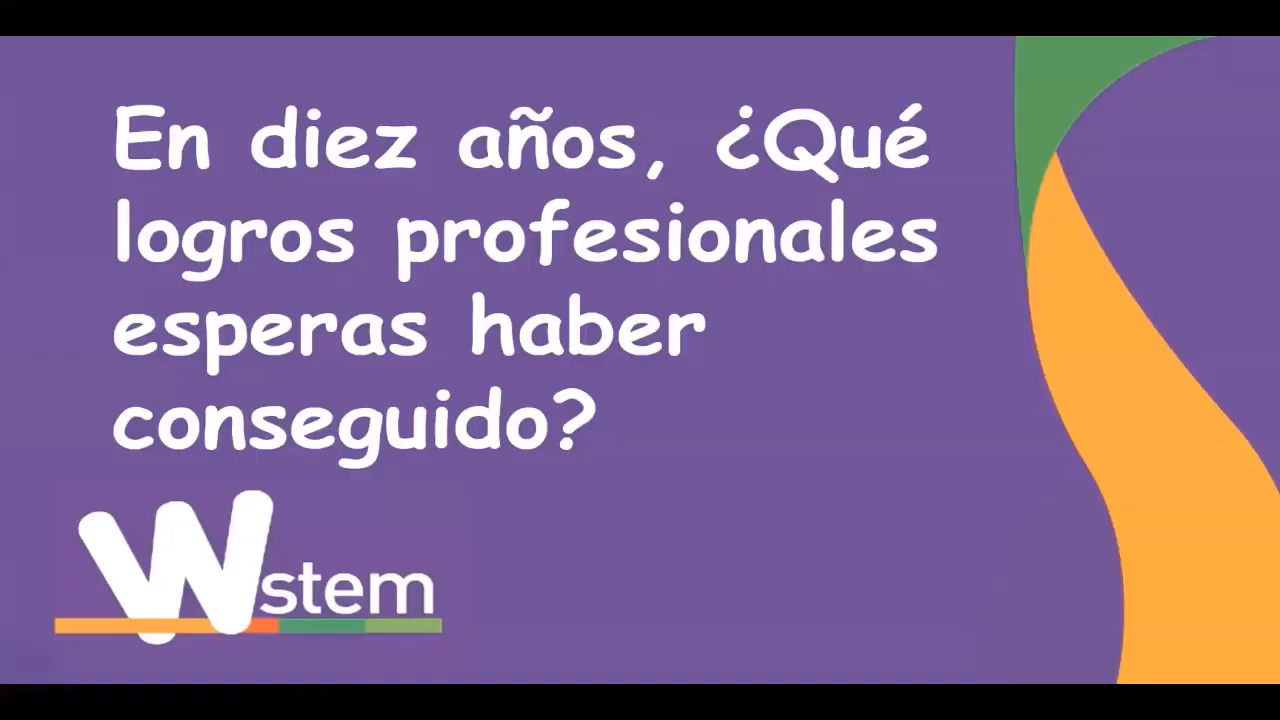 En diez años, ¿Qué
logros profesionales
esperas haber
conseguido?
Wstem